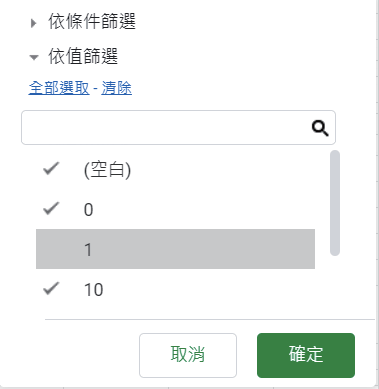 依條件篩選
依值篩選
全部選取 - 清除
(空白)
0
1
10
取消 確定